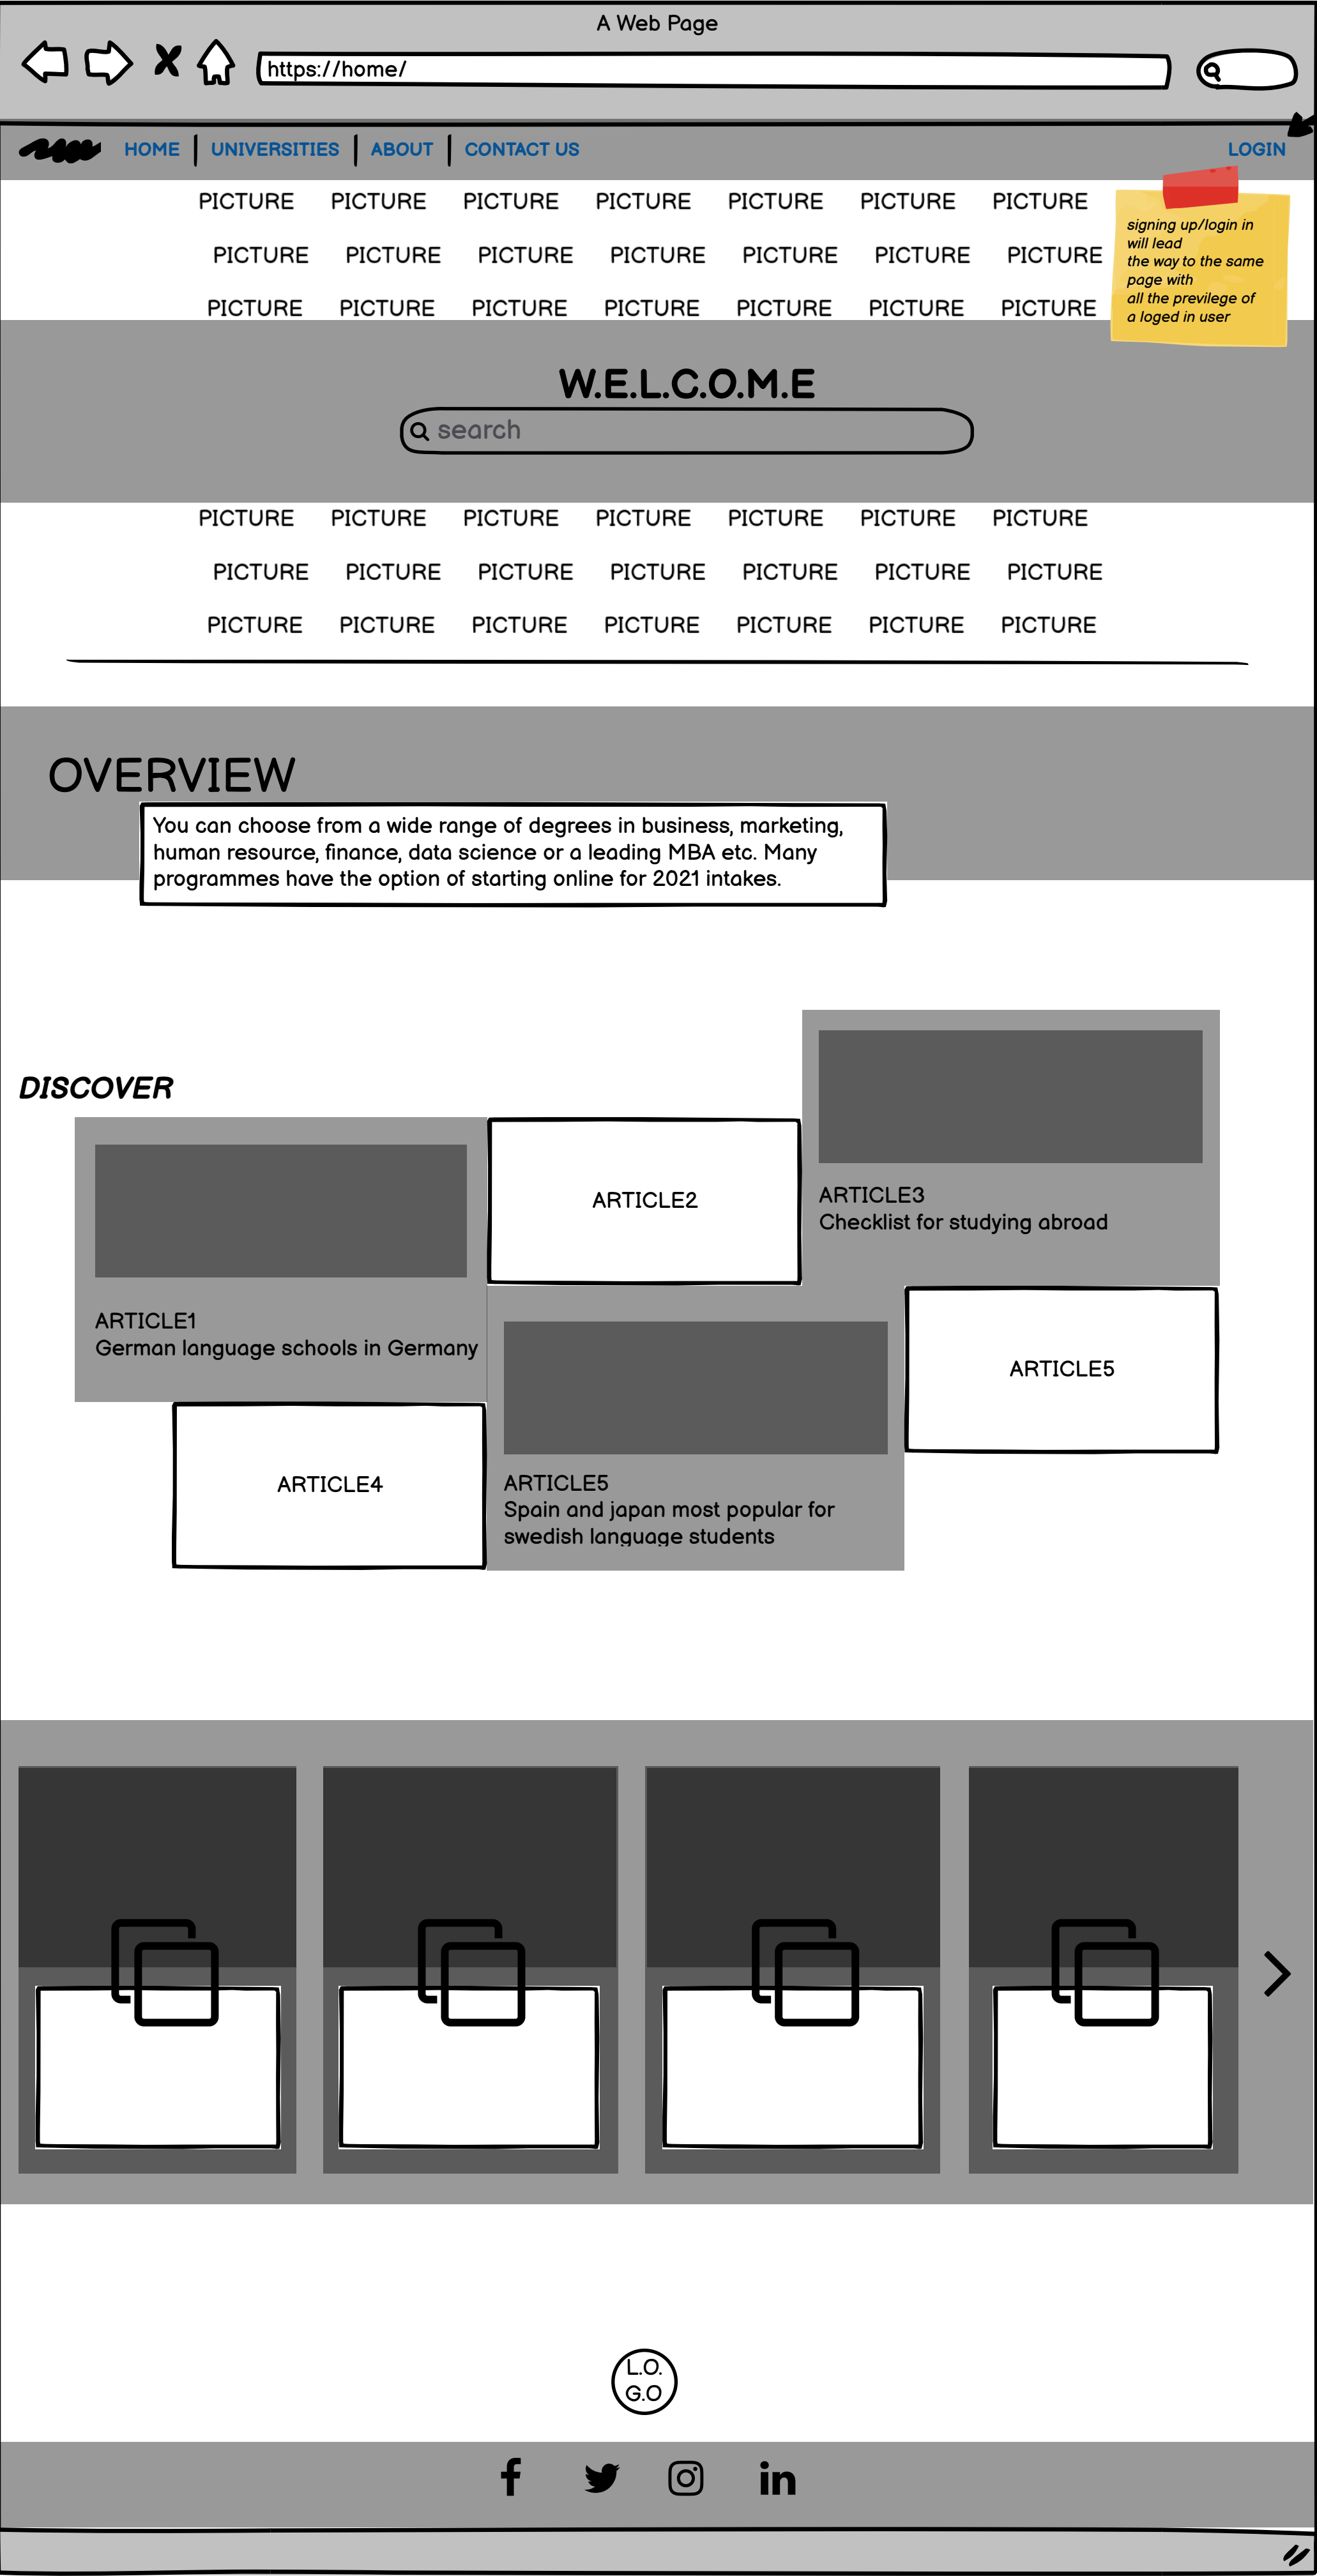 A Web Page
https://home/
HOME UNIVERSITIES ABOUT CONTACT US LOGIN
PICTURE PICTURE PICTURE PICTURE PICTURE PICTURE PICTURE
PICTURE PICTURE PICTURE PICTURE PICTURE PICTURE PICTURE
PICTURE PICTURE PICTURE PICTURE PICTURE PICTURE PICTURE
signing up/login in
will lead
the way to the same
page with
all the previlege of
a loged in user
W.E.L.C.O.M.E
search
PICTURE PICTURE PICTURE PICTURE PICTURE PICTURE PICTURE
PICTURE PICTURE PICTURE PICTURE PICTURE PICTURE PICTURE
PICTURE PICTURE PICTURE PICTURE PICTURE PICTURE PICTURE
OVERVIEW
You can choose from a wide range of degrees in business, marketing,
human resource, finance, data science or a leading MBA etc. Many
programmes have the option of starting online for 2021 intakes.
DISCOVER
ARTICLE1
German language schools in Germany
ARTICLE2
ARTICLE3
Checklist for studying abroad
ARTICLE4
ARTICLE5
Spain and japan most popular for
swedish language students
ARTICLE5
L.O.
G.O